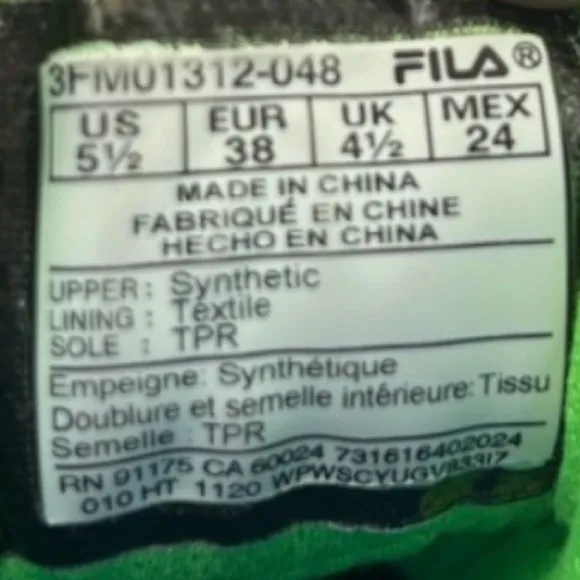 3FM01312-048 FILA®
US EUR UK MEX
5½ 38 4½ 24
MADE IN CHINA
FABRIQUÉ EN CHINE
HECHO EN CHINA
UPPER: Synthetic
LINING : Textile
SOLE : TPR
Empeigne: Synthétique
Doublure et semelle intérieure: Tissu
Semelle : TPR
RN 91175 CA 60024 731616402024
010 HT 1120